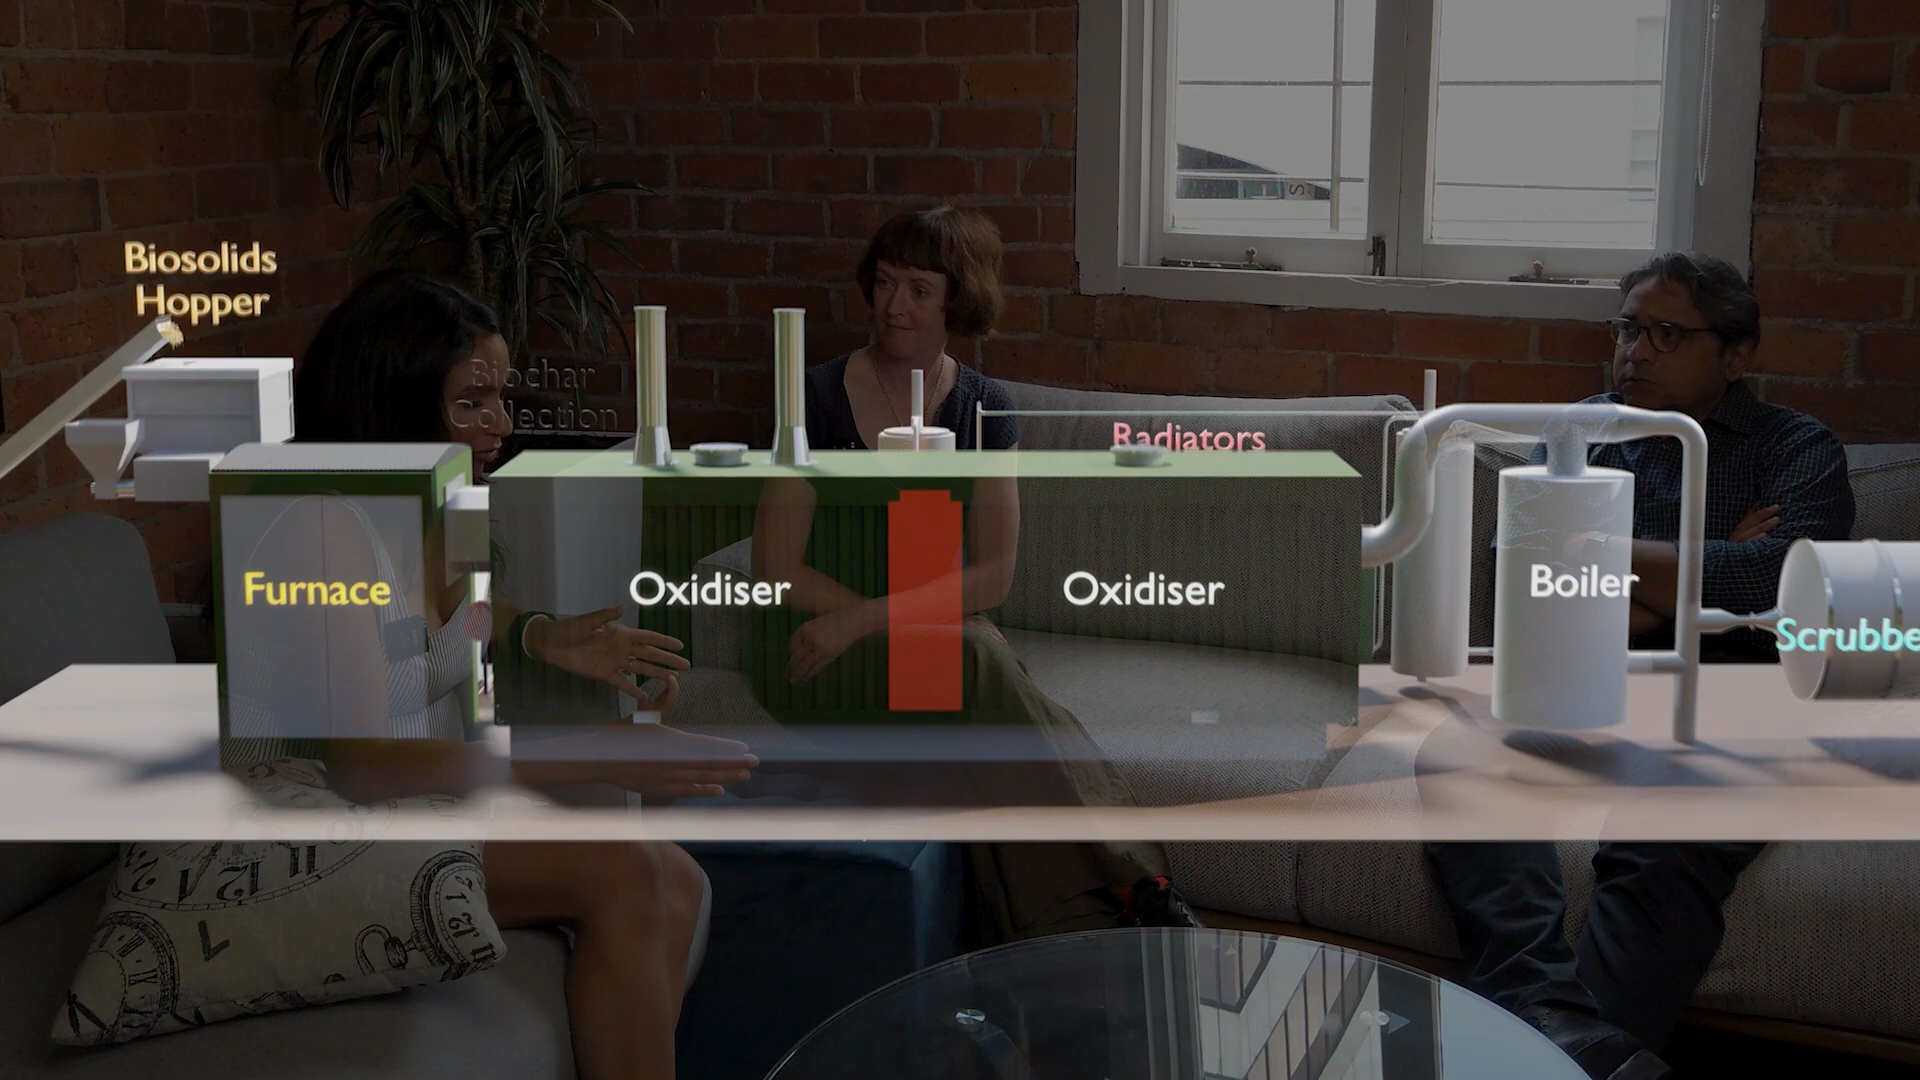 Biosolids
Hopper
Biochar
Collection
Radiators
Furnace
Oxidiser
Oxidiser
Boiler
Scrubbe